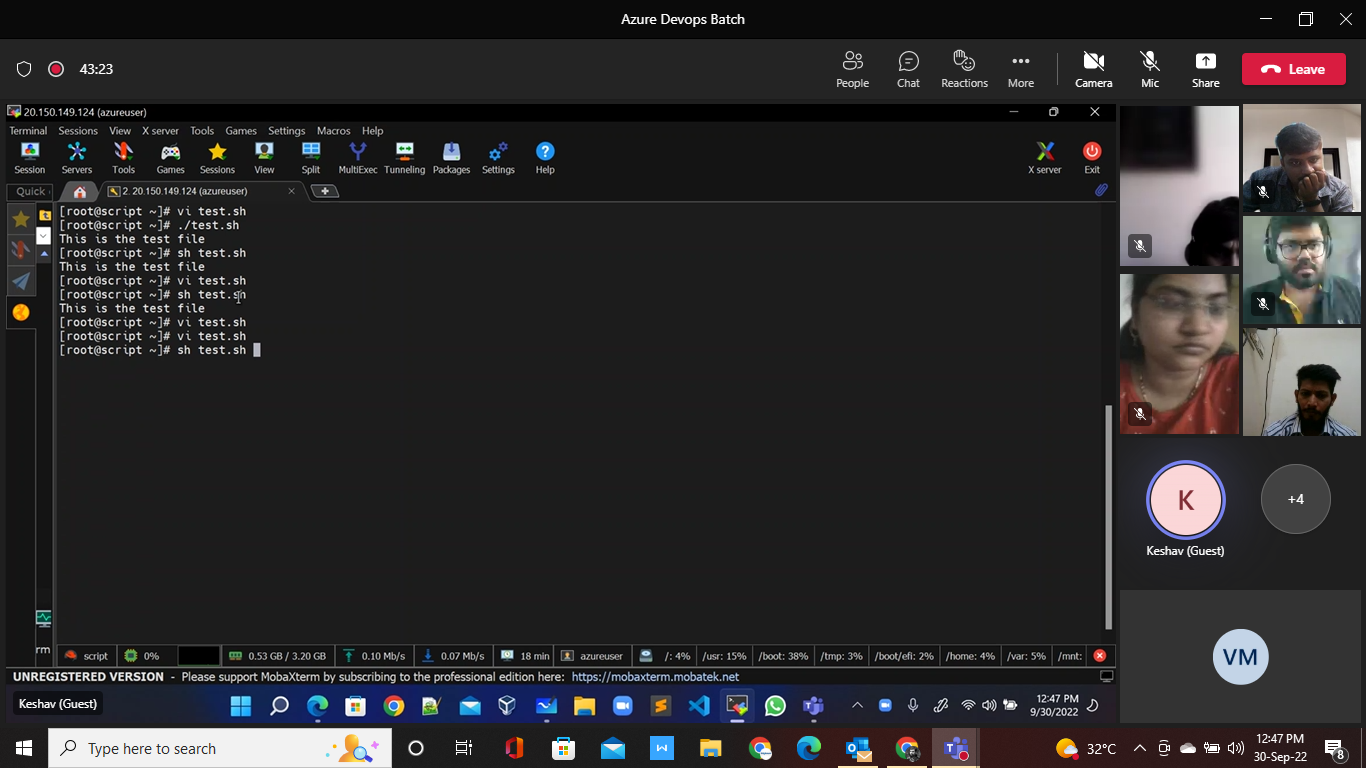 Azure Devops Batch
43:23
People
Chat
Reactions
More
Camera
Mic
Share
Leave
20.150.149.124 (azureuser)
Terminal Sessions View X server Tools Games Settings Macros Help
Session Servers Tools Games Sessions View Split MultiExec Tunneling Packages Settings Help X server Exit
Quick
2. 20.150.149.124 (azureuser)
[root@script ~]# vi test.sh
[root@script ~]# ./test.sh
This is the test file
[root@script ~]# sh test.sh
This is the test file
[root@script ~]# vi test.sh
[root@script ~]# sh test.sh
This is the test file
[root@script ~]# vi test.sh
[root@script ~]# vi test.sh
[root@script ~]# sh test.sh
K
+4
Keshav (Guest)
VM
rm
script 0% 0.53 GB / 3.20 GB 0.10 Mb/s 0.07 Mb/s 18 min azureuser /: 4% /usr: 15% /boot: 38% /tmp: 3% /boot/efi: 2% /home: 4% /var: 5% /mnt:
UNREGISTERED VERSION - Please support MobaXterm by subscribing to the professional edition here: https://mobaxterm.mobatek.net
Keshav (Guest)
12:47 PM
9/30/2022
Type here to search
32°C
12:47 PM
30-Sep-22
8